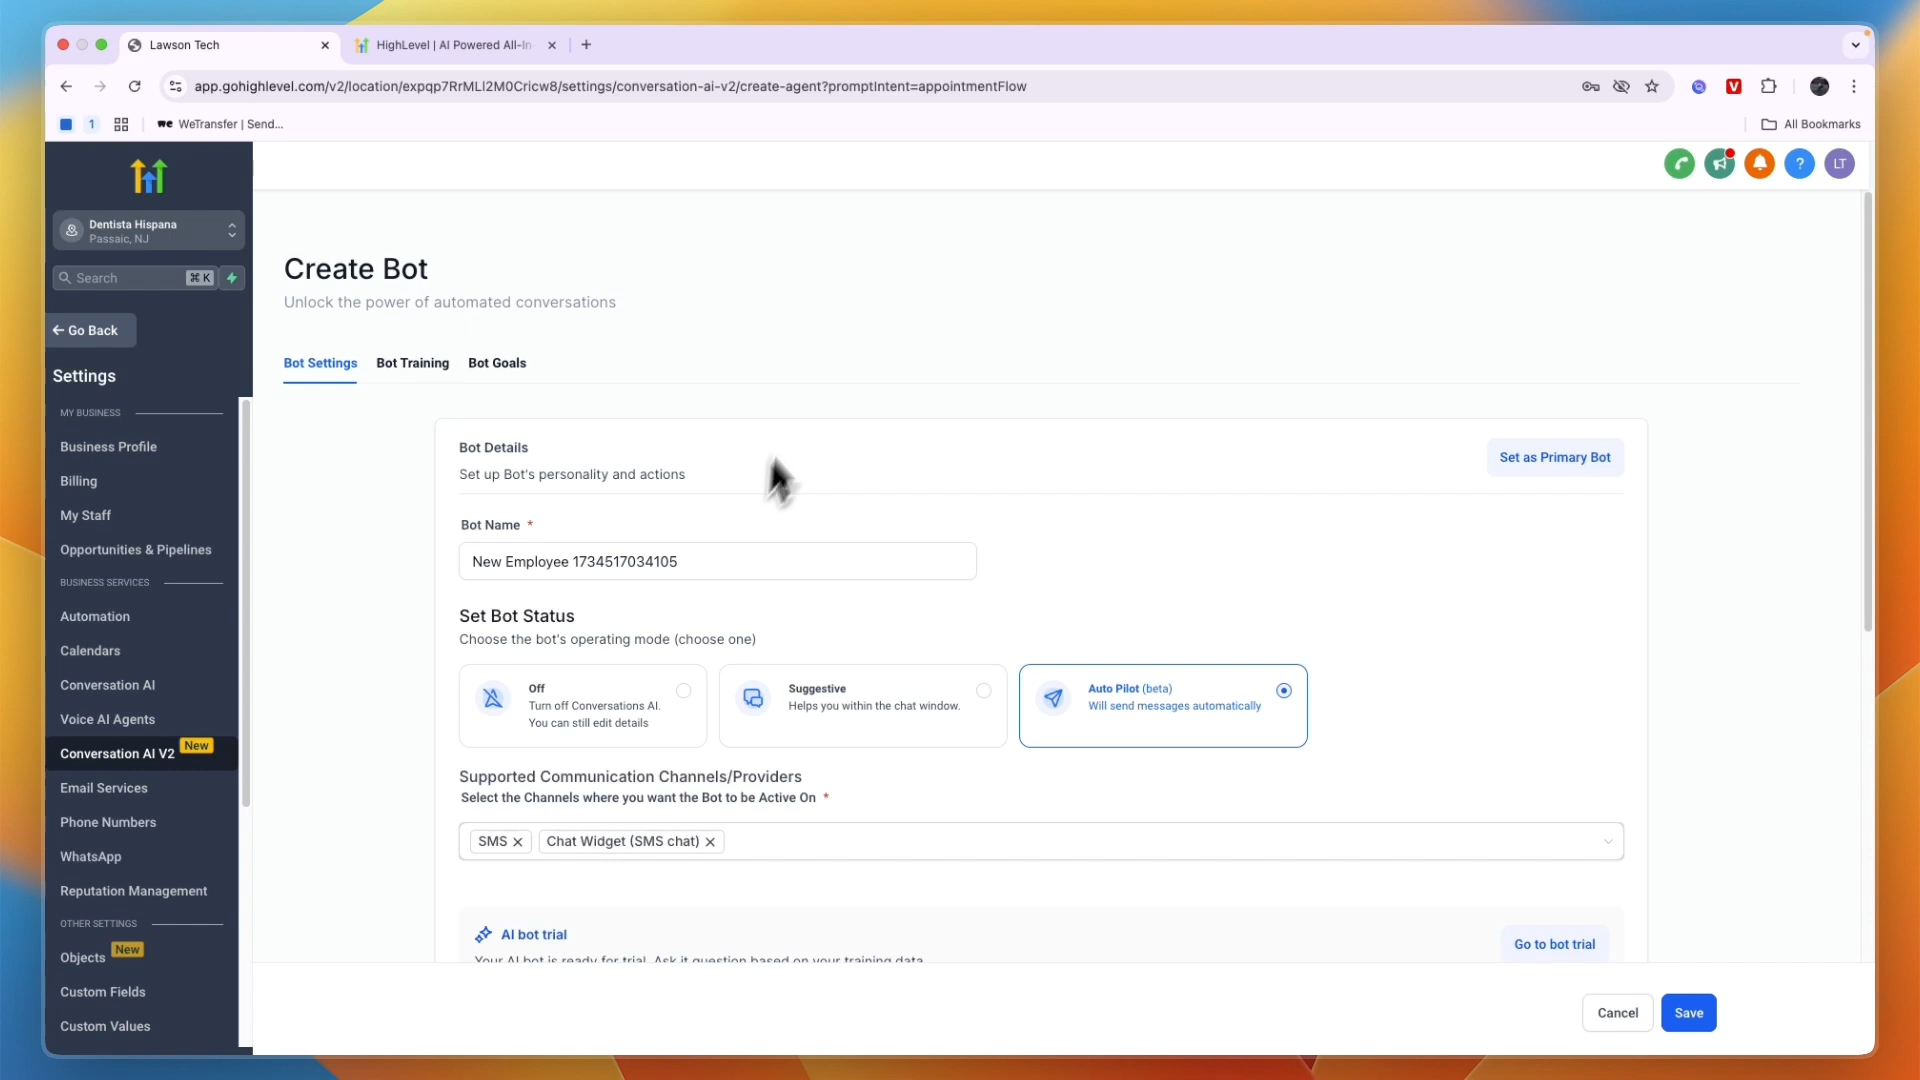 Lawson Tech
HighLevel | AI Powered All-In
app.gohighlevel.com/v2/location/expqp7RrMLl2M0Cricw8/settings/conversation-ai-v2/create-agent?promptIntent=appointmentFlow
1
WeTransfer | Send...
All Bookmarks
LT
Dentista Hispana
Passaic, NJ
Search
⌘ K
← Go Back
Settings
MY BUSINESS
Business Profile
Billing
My Staff
Opportunities & Pipelines
BUSINESS SERVICES
Automation
Calendars
Conversation AI
Voice AI Agents
Conversation AI V2 New
Email Services
Phone Numbers
WhatsApp
Reputation Management
OTHER SETTINGS
Objects New
Custom Fields
Custom Values
Create Bot
Unlock the power of automated conversations
Bot Settings
Bot Training
Bot Goals
Bot Details
Set up Bot's personality and actions
Set as Primary Bot
Bot Name *
New Employee 1734517034105
Set Bot Status
Choose the bot's operating mode (choose one)
Off
Turn off Conversations AI.
You can still edit details
Suggestive
Helps you within the chat window.
Auto Pilot (beta)
Will send messages automatically
Supported Communication Channels/Providers
Select the Channels where you want the Bot to be Active On *
SMS
Chat Widget (SMS chat)
AI bot trial
Your AI bot is ready for trial. Ask it question based on your training data
Go to bot trial
Cancel
Save